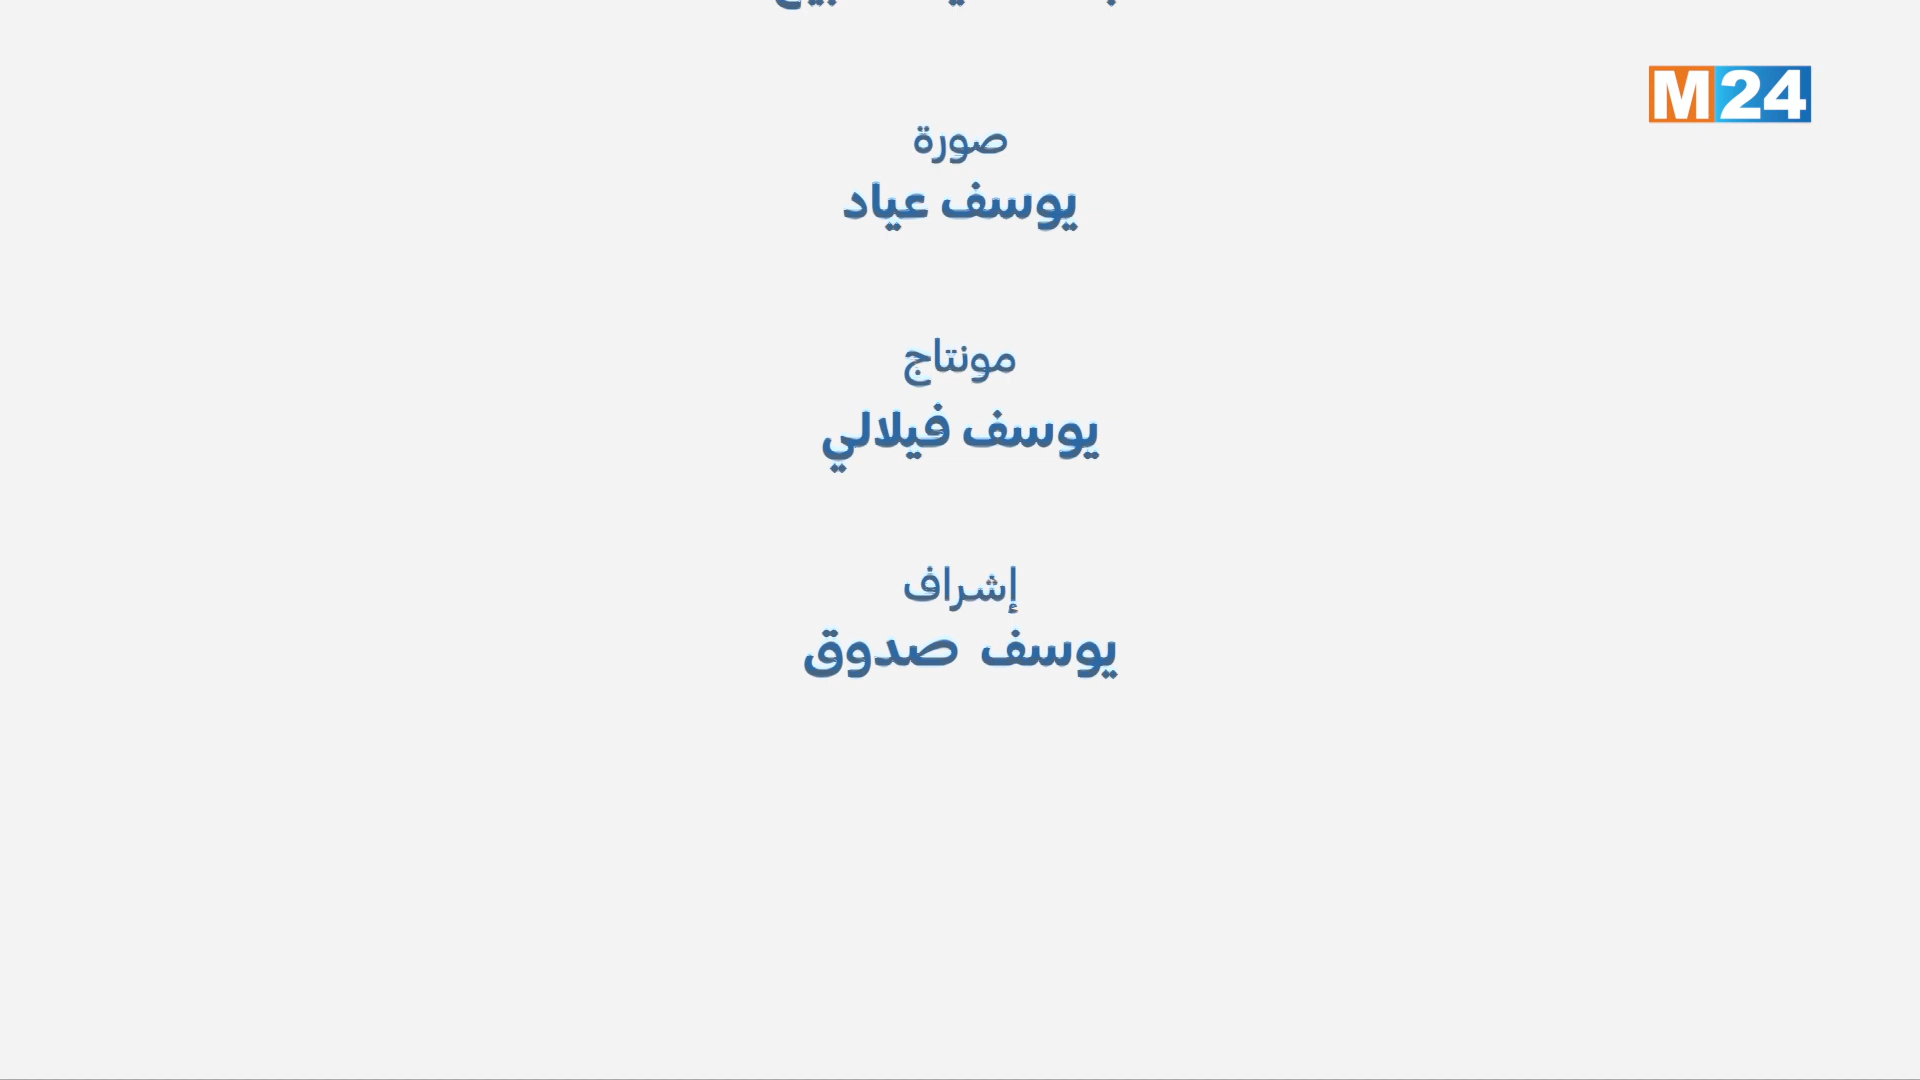 M24
صورة
يوسف عياد
مونتاج
يوسف فيلالي
إشراف
يوسف صدوق